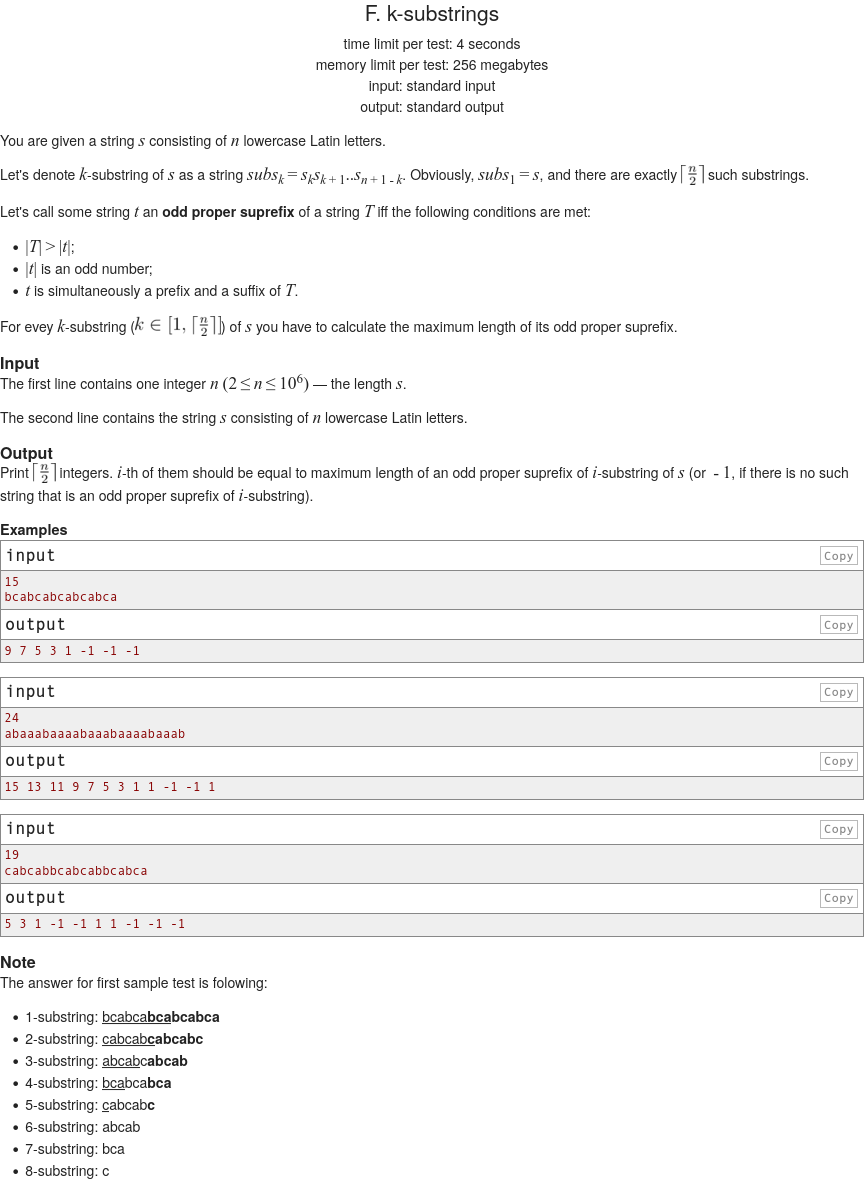 F. k-substrings
time limit per test: 4 seconds
memory limit per test: 256 megabytes
input: standard input
output: standard output
You are given a string s consisting of n lowercase Latin letters.
Let's denote k-substring of s as a string subs_k = s_k s_{k + 1}..s_{n + 1 - k}. Obviously, subs_1 = s, and there are exactly ⌈n/2⌉ such substrings.
Let's call some string t an odd proper suprefix of a string T iff the following conditions are met:
• |T| > |t|;
• |t| is an odd number;
• t is simultaneously a prefix and a suffix of T.
For evey k-substring (k ∈ [1, ⌈n/2⌉]) of s you have to calculate the maximum length of its odd proper suprefix.
Input
The first line contains one integer n (2 ≤ n ≤ 10^6) — the length s.
The second line contains the string s consisting of n lowercase Latin letters.
Output
Print ⌈n/2⌉ integers. i-th of them should be equal to maximum length of an odd proper suprefix of i-substring of s (or - 1, if there is no such
string that is an odd proper suprefix of i-substring).
Examples
input Copy
15
bcabcabcabcabca
output Copy
9 7 5 3 1 -1 -1 -1
input Copy
24
abaaabaaaabaaabaaaabaaab
output Copy
15 13 11 9 7 5 3 1 1 -1 -1 1
input Copy
19
cabcabbcabcabbcabca
output Copy
5 3 1 -1 -1 1 1 -1 -1 -1
Note
The answer for first sample test is folowing:
• 1-substring: bcabcabcabcabca
• 2-substring: cabcabcabcabc
• 3-substring: abcabcabcab
• 4-substring: bcabcabca
• 5-substring: cabcabc
• 6-substring: abcab
• 7-substring: bca
• 8-substring: c